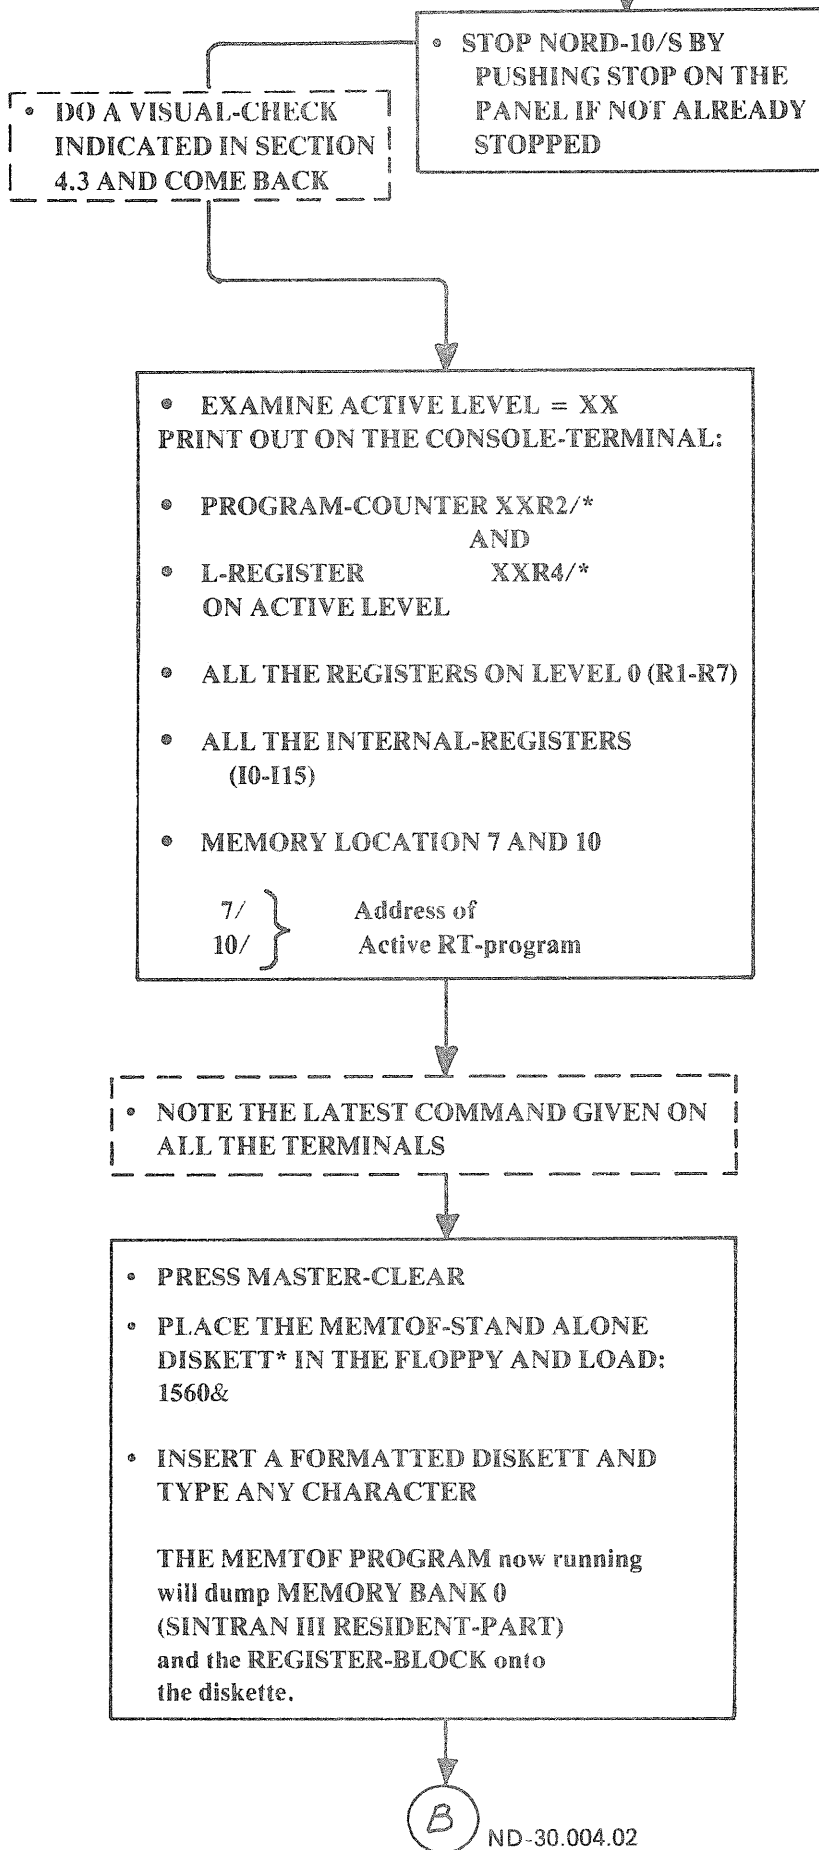 • STOP NORD-10/S BY
PUSHING STOP ON THE
PANEL IF NOT ALREADY
STOPPED
• DO A VISUAL-CHECK
INDICATED IN SECTION
4.3 AND COME BACK
• EXAMINE ACTIVE LEVEL = XX
PRINT OUT ON THE CONSOLE-TERMINAL:
• PROGRAM-COUNTER XXR2/*
AND
• L-REGISTER XXR4/*
ON ACTIVE LEVEL
• ALL THE REGISTERS ON LEVEL 0 (R1-R7)
• ALL THE INTERNAL-REGISTERS
(I0-I15)
• MEMORY LOCATION 7 AND 10
7/ } Address of
10/ Active RT-program
• NOTE THE LATEST COMMAND GIVEN ON
ALL THE TERMINALS
• PRESS MASTER-CLEAR
• PLACE THE MEMTOF-STAND ALONE
DISKETT* IN THE FLOPPY AND LOAD:
1560&
• INSERT A FORMATTED DISKETT AND
TYPE ANY CHARACTER
THE MEMTOF PROGRAM now running
will dump MEMORY BANK 0
(SINTRAN III RESIDENT-PART)
and the REGISTER-BLOCK onto
the diskette.
B
ND-30.004.02